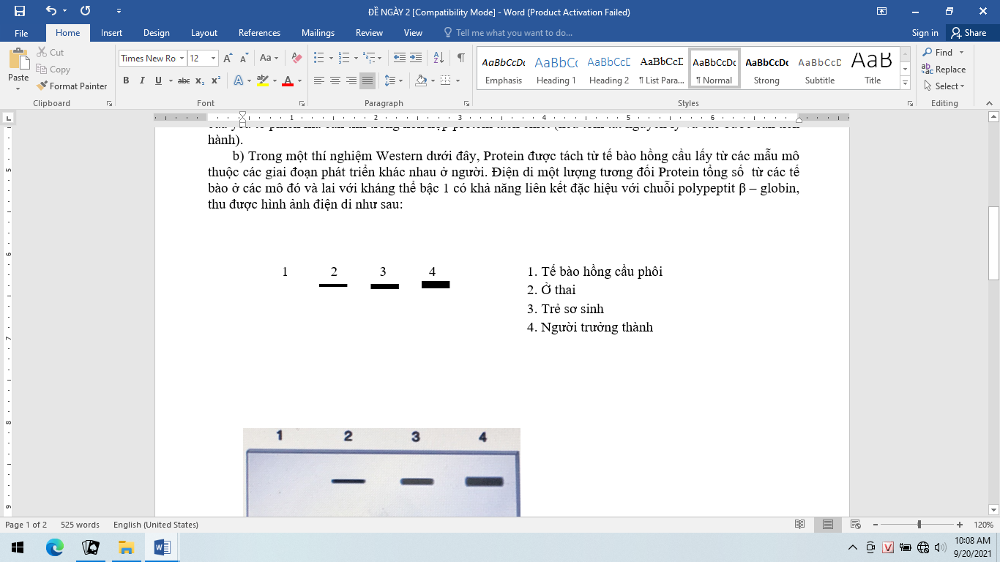 ĐỀ NGÀY 2 [Compatibility Mode] - Word (Product Activation Failed)
File Home Insert Design Layout References Mailings Review View Tell me what you want to do... Sign in Share
Paste
Cut
Copy
Format Painter
Clipboard
Times New Ro 12
Font
Paragraph
AaBbCcDc AaBbCc AaBbCcD AaBbCcD AaBbCcDc AaBbCcDc AaBbCcD AaB
Emphasis Heading 1 Heading 2 ¶ List Para... ¶ Normal Strong Subtitle Title
Styles
Find
Replace
Select
Editing
hành).
b) Trong một thí nghiệm Western dưới đây, Protein được tách từ tế bào hồng cầu lấy từ các mẫu mô
thuộc các giai đoạn phát triển khác nhau ở người. Điện di một lượng tương đối Protein tổng số từ các tế
bào ở các mô đó và lai với kháng thể bậc 1 có khả năng liên kết đặc hiệu với chuỗi polypeptit β – globin,
thu được hình ảnh điện di như sau:
1 2 3 4
1. Tế bào hồng cầu phôi
2. Ở thai
3. Trẻ sơ sinh
4. Người trưởng thành
1 2 3 4
Page 1 of 2 525 words English (United States) 120%
10:08 AM
9/20/2021